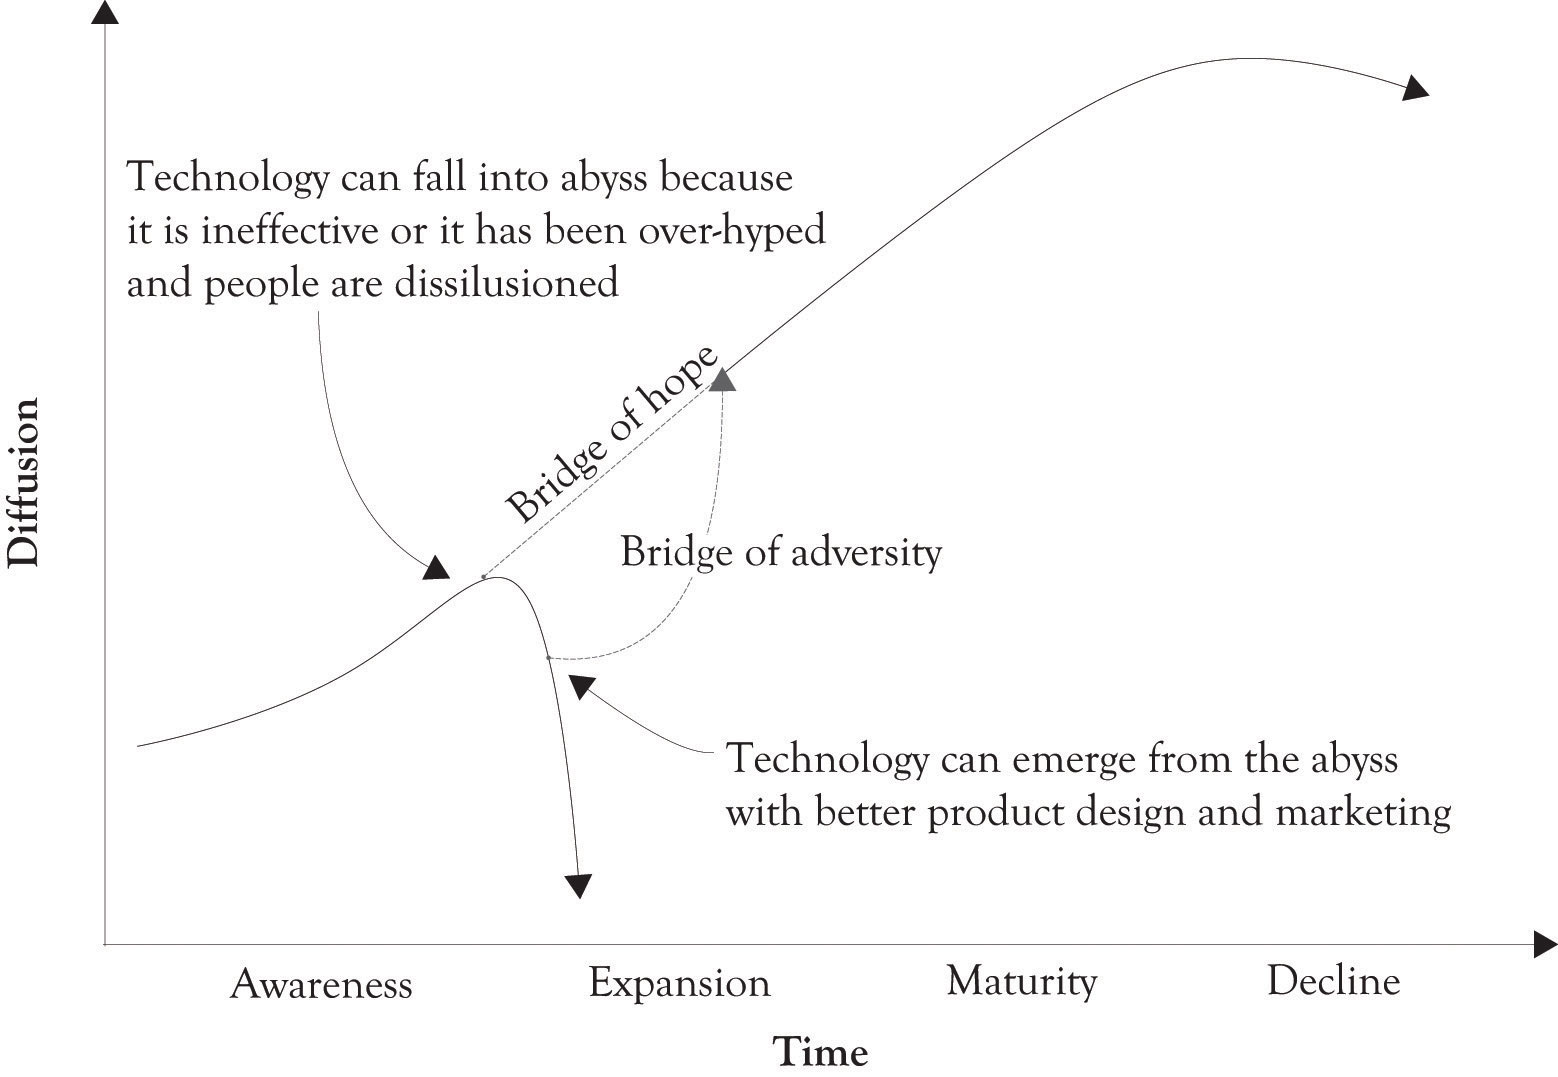 Technology can fall into abyss because
it is ineffective or it has been over-hyped
and people are dissilusioned
Bridge of hope
Diffusion
Bridge of adversity
Technology can emerge from the abyss
with better product design and marketing
Awareness
Expansion
Maturity
Decline
Time